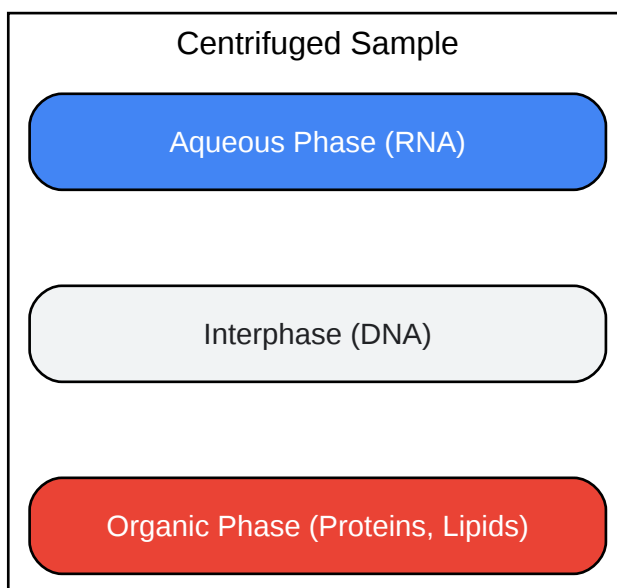 Centrifuged Sample
Aqueous Phase (RNA)
Interphase (DNA)
Organic Phase (Proteins, Lipids)